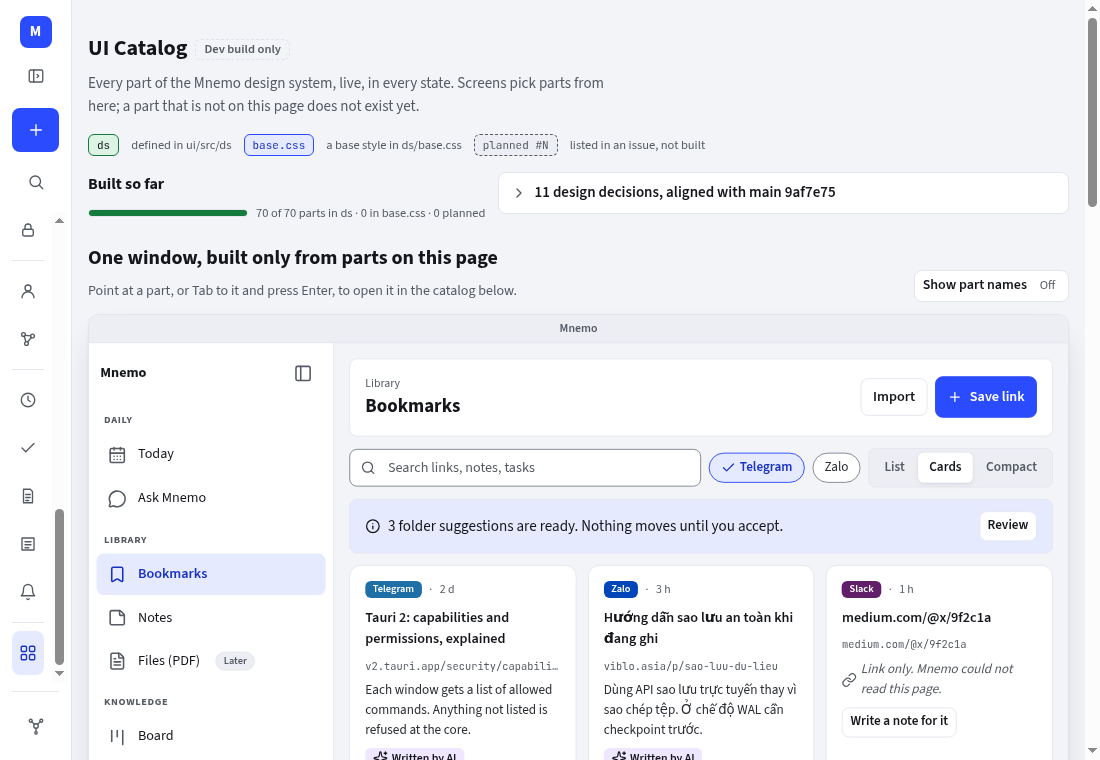 M
UI Catalog
Dev build only
Every part of the Mnemo design system, live, in every state. Screens pick parts from
here; a part that is not on this page does not exist yet.
ds defined in ui/src/ds base.css a base style in ds/base.css planned #N listed in an issue, not built
Built so far
70 of 70 parts in ds · 0 in base.css · 0 planned
11 design decisions, aligned with main 9af7e75
One window, built only from parts on this page
Point at a part, or Tab to it and press Enter, to open it in the catalog below.
Show part names Off
Mnemo
Mnemo
DAILY
Today
Ask Mnemo
LIBRARY
Bookmarks
Notes
Files (PDF) Later
KNOWLEDGE
Board
Library
Bookmarks
Import
+ Save link
Search links, notes, tasks
Telegram
Zalo
List
Cards
Compact
3 folder suggestions are ready. Nothing moves until you accept.
Review
Telegram · 2 d
Tauri 2: capabilities and
permissions, explained
v2.tauri.app/security/capabili…
Each window gets a list of allowed
commands. Anything not listed is
refused at the core.
Written by AI
Zalo · 3 h
Hướng dẫn sao lưu an toàn khi
đang ghi
viblo.asia/p/sao-luu-du-lieu
Dùng API sao lưu trực tuyến thay vì
sao chép tệp. Ở chế độ WAL cần
checkpoint trước.
Written by AI
Slack · 1 h
medium.com/@x/9f2c1a
medium.com/@x/9f2c1a
Link only. Mnemo could not
read this page.
Write a note for it